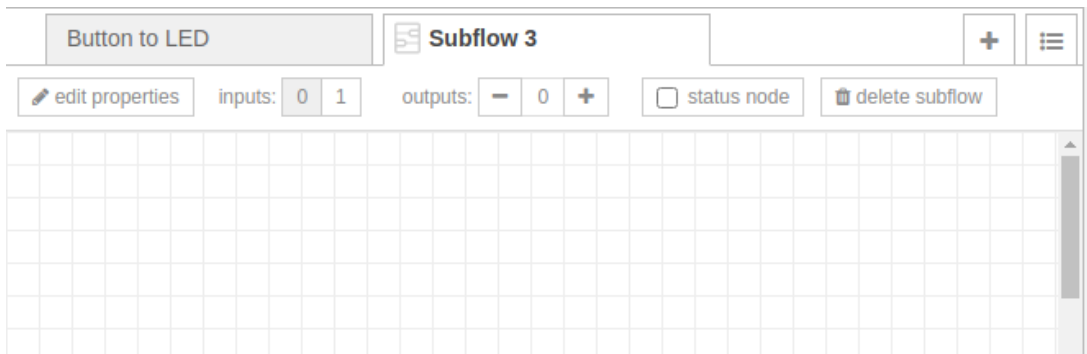 Button to LED Subflow 3
edit properties inputs: 0 1 outputs: 0 status node delete subflow